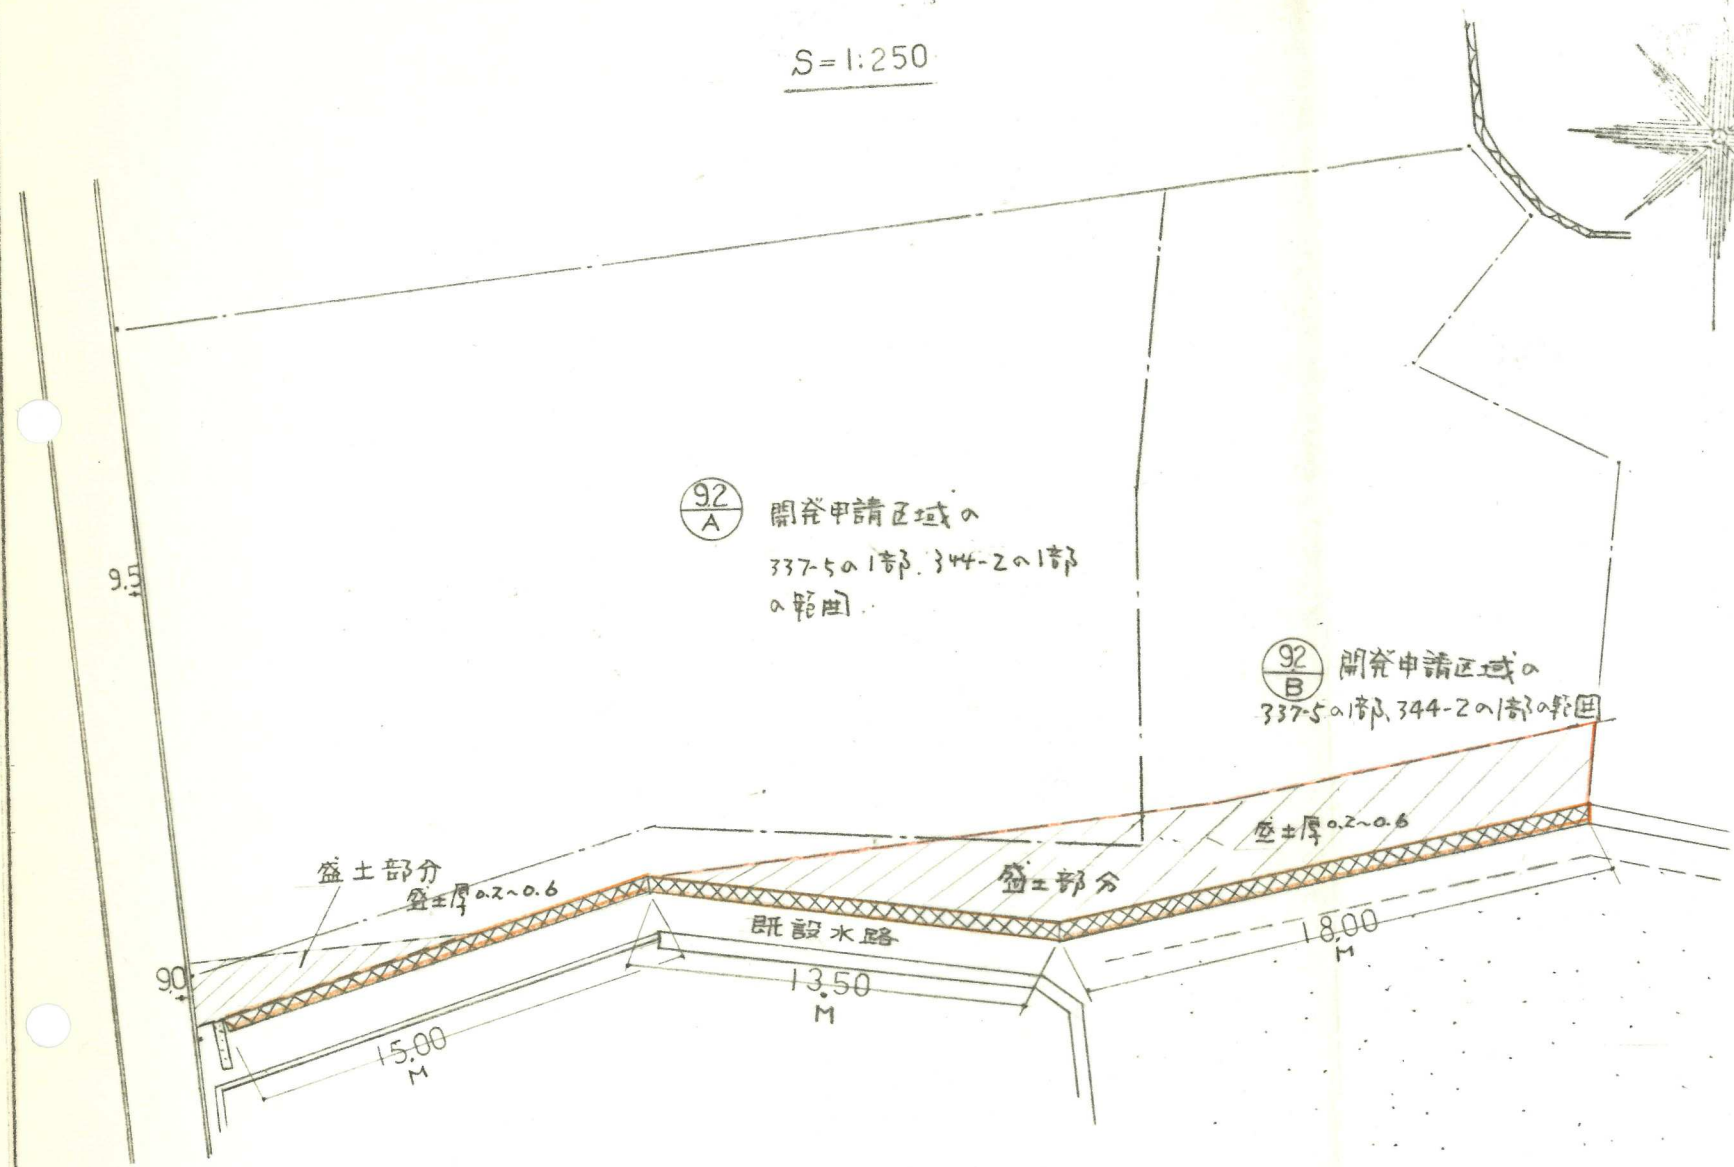 S=1:250
9.5
9.2
A
開発申請区域の
337-5の1部.344-2の1部
の範囲
9.2
B
開発申請区域の
337-5の1部、344-2の1部の範囲
盛土厚0.2~0.6
盛土部分
盛土厚0.2~0.6
盛土部分
既設水路
9.0
15.00
M
13.50
M
18.00
M